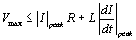 V_max ≤ |I|_peak R + L |dI/dt|_peak